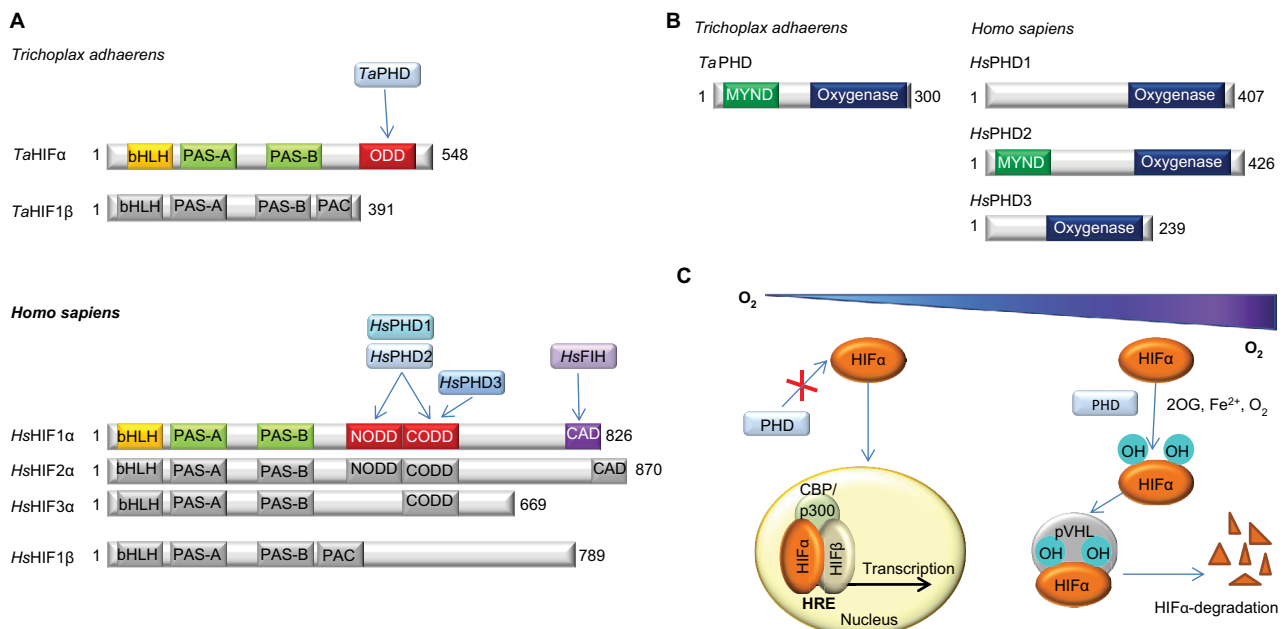 A
Trichoplax adhaerens
TaPHD
TaHIFα 1 bHLH PAS-A PAS-B ODD 548
TaHIF1β 1 bHLH PAS-A PAS-B PAC 391
Homo sapiens
HsPHD1
HsPHD2
HsPHD3
HsFIH
HsHIF1α 1 bHLH PAS-A PAS-B NODD CODD CAD 826
HsHIF2α 1 bHLH PAS-A PAS-B NODD CODD CAD 870
HsHIF3α 1 bHLH PAS-A PAS-B CODD 669
HsHIF1β 1 bHLH PAS-A PAS-B PAC 789
B
Trichoplax adhaerens Homo sapiens
TaPHD
1 MYND Oxygenase 300
HsPHD1
1 Oxygenase 407
HsPHD2
1 MYND Oxygenase 426
HsPHD3
1 Oxygenase 239
C
O₂
O₂
HIFα
PHD
CBP/
p300
HIFα
HIFβ
Transcription
HRE
Nucleus
HIFα
PHD
2OG, Fe²⁺, O₂
OH OH
HIFα
pVHL
OH OH
HIFα
HIFα-degradation